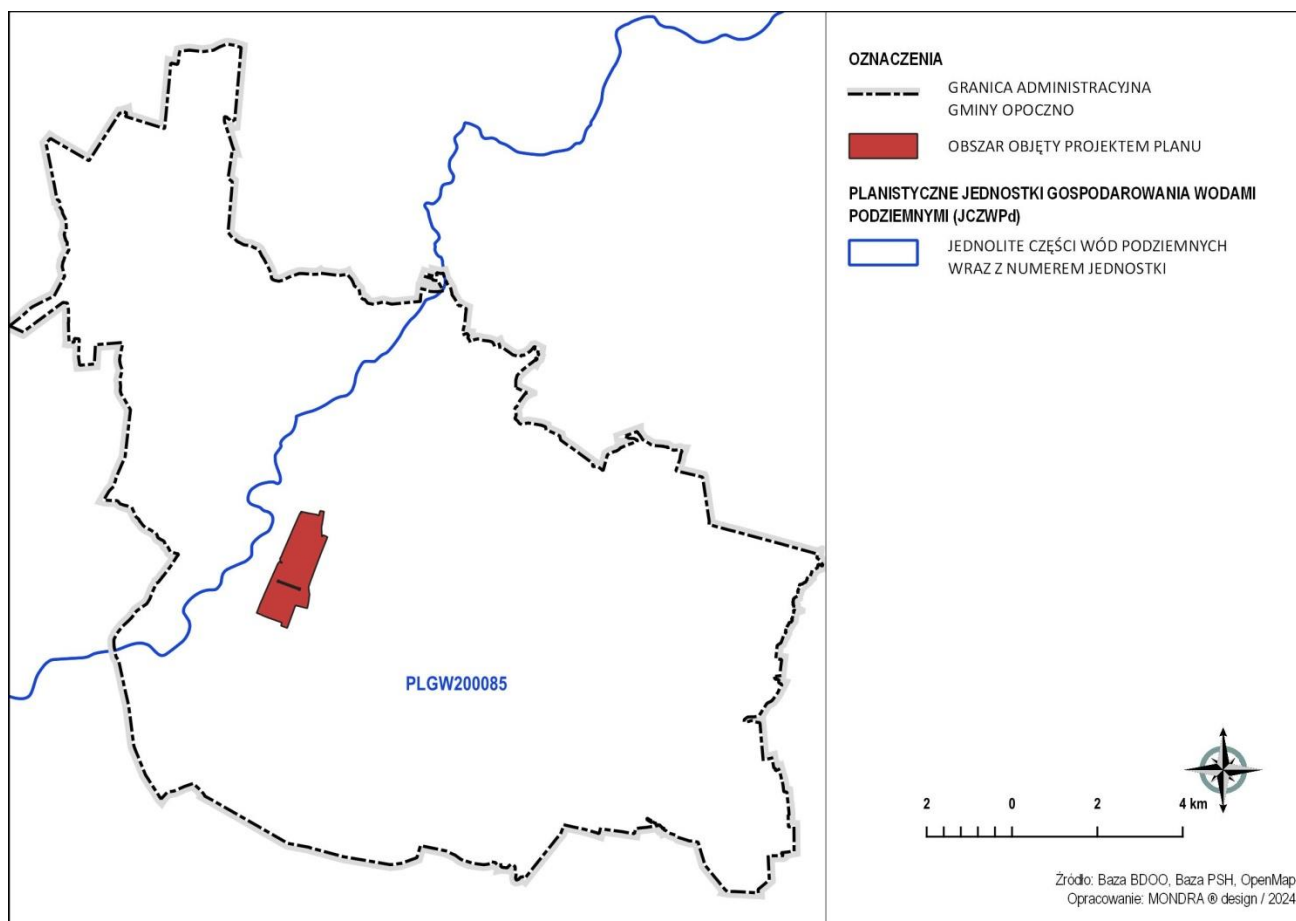 OZNACZENIA
GRANICA ADMINISTRACYJNA
GMINY OPOCZNO
OBSZAR OBJĘTY PROJEKTEM PLANU
PLANISTYCZNE JEDNOSTKI GOSPODAROWANIA WODAMI
PODZIEMNYMI (JCZWPd)
JEDNOLITE CZĘŚCI WÓD PODZIEMNYCH
WRAZ Z NUMEREM JEDNOSTKI
PLGW200085
2 0 2 4 km
Źródło: Baza BDOO, Baza PSH, OpenMap
Opracowanie: MONDRA ® design / 2024